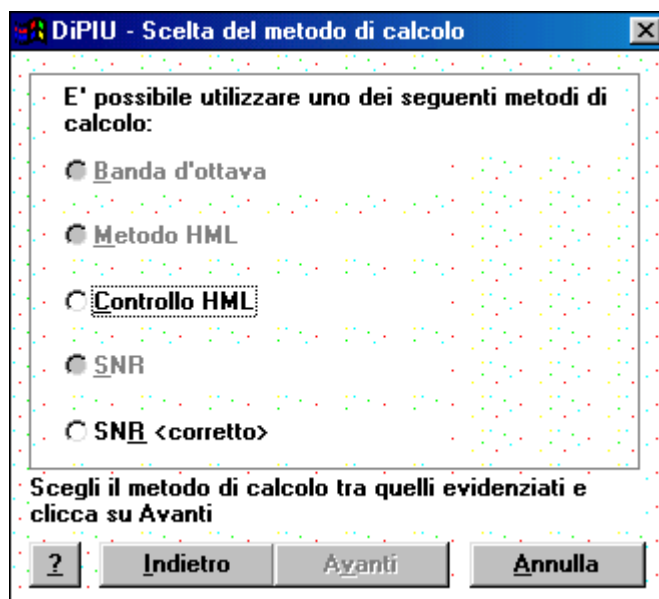 DiPIU - Scelta del metodo di calcolo
E' possibile utilizzare uno dei seguenti metodi di
calcolo:
Banda d'ottava
Metodo HML
Controllo HML
SNR
SNR <corretto>
Scegli il metodo di calcolo tra quelli evidenziati e
clicca su Avanti
? Indietro Avanti Annulla